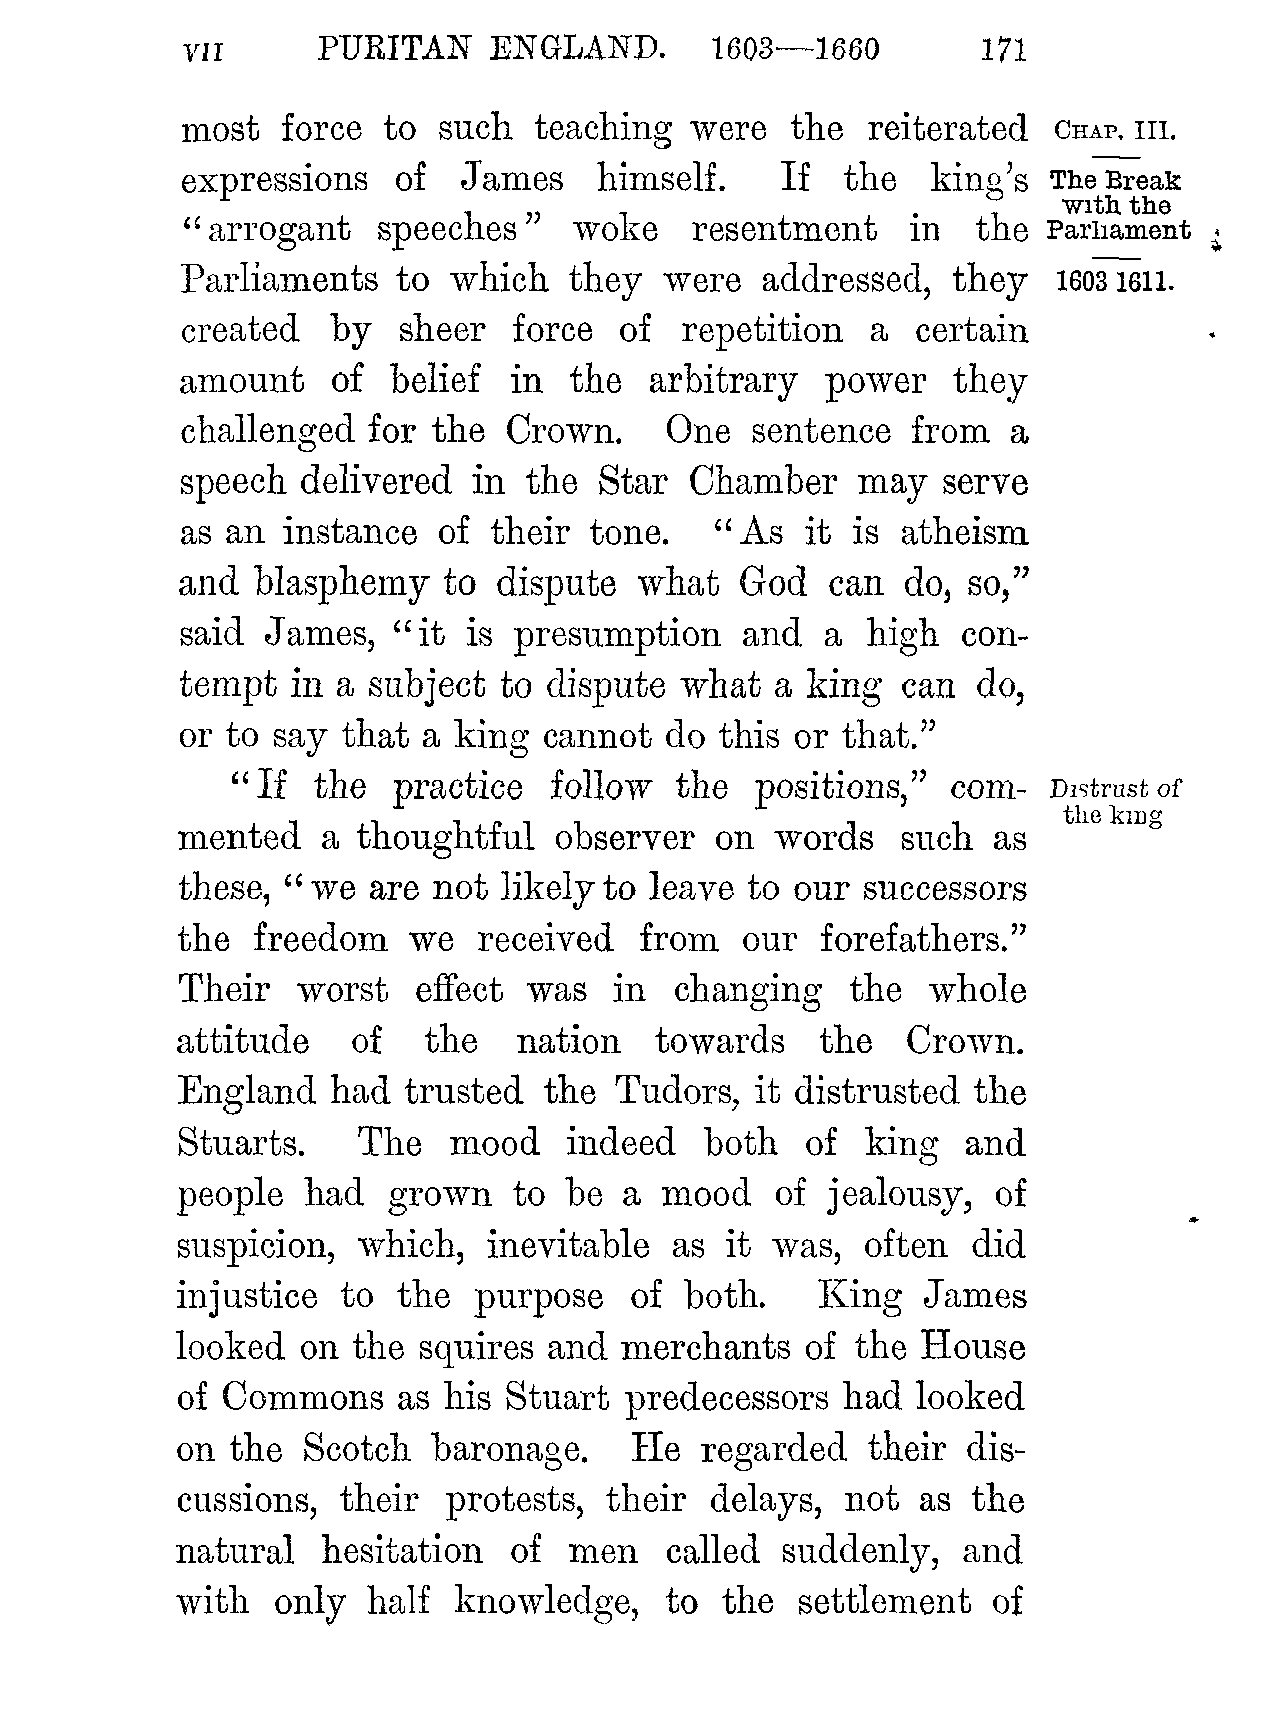 VII PURITAN ENGLAND. 1603—1660 171
most force to such teaching were the reiterated
expressions of James himself. If the king's
"arrogant speeches" woke resentment in the
Parliaments to which they were addressed, they
created by sheer force of repetition a certain
amount of belief in the arbitrary power they
challenged for the Crown. One sentence from a
speech delivered in the Star Chamber may serve
as an instance of their tone. "As it is atheism
and blasphemy to dispute what God can do, so,"
said James, "it is presumption and a high con-
tempt in a subject to dispute what a king can do,
or to say that a king cannot do this or that."
"If the practice follow the positions," com-
mented a thoughtful observer on words such as
these, "we are not likely to leave to our successors
the freedom we received from our forefathers."
Their worst effect was in changing the whole
attitude of the nation towards the Crown.
England had trusted the Tudors, it distrusted the
Stuarts. The mood indeed both of king and
people had grown to be a mood of jealousy, of
suspicion, which, inevitable as it was, often did
injustice to the purpose of both. King James
looked on the squires and merchants of the House
of Commons as his Stuart predecessors had looked
on the Scotch baronage. He regarded their dis-
cussions, their protests, their delays, not as the
natural hesitation of men called suddenly, and
with only half knowledge, to the settlement of
CHAP. III.
The Break
with the
Parliament
1603 1611.
Distrust of
the king